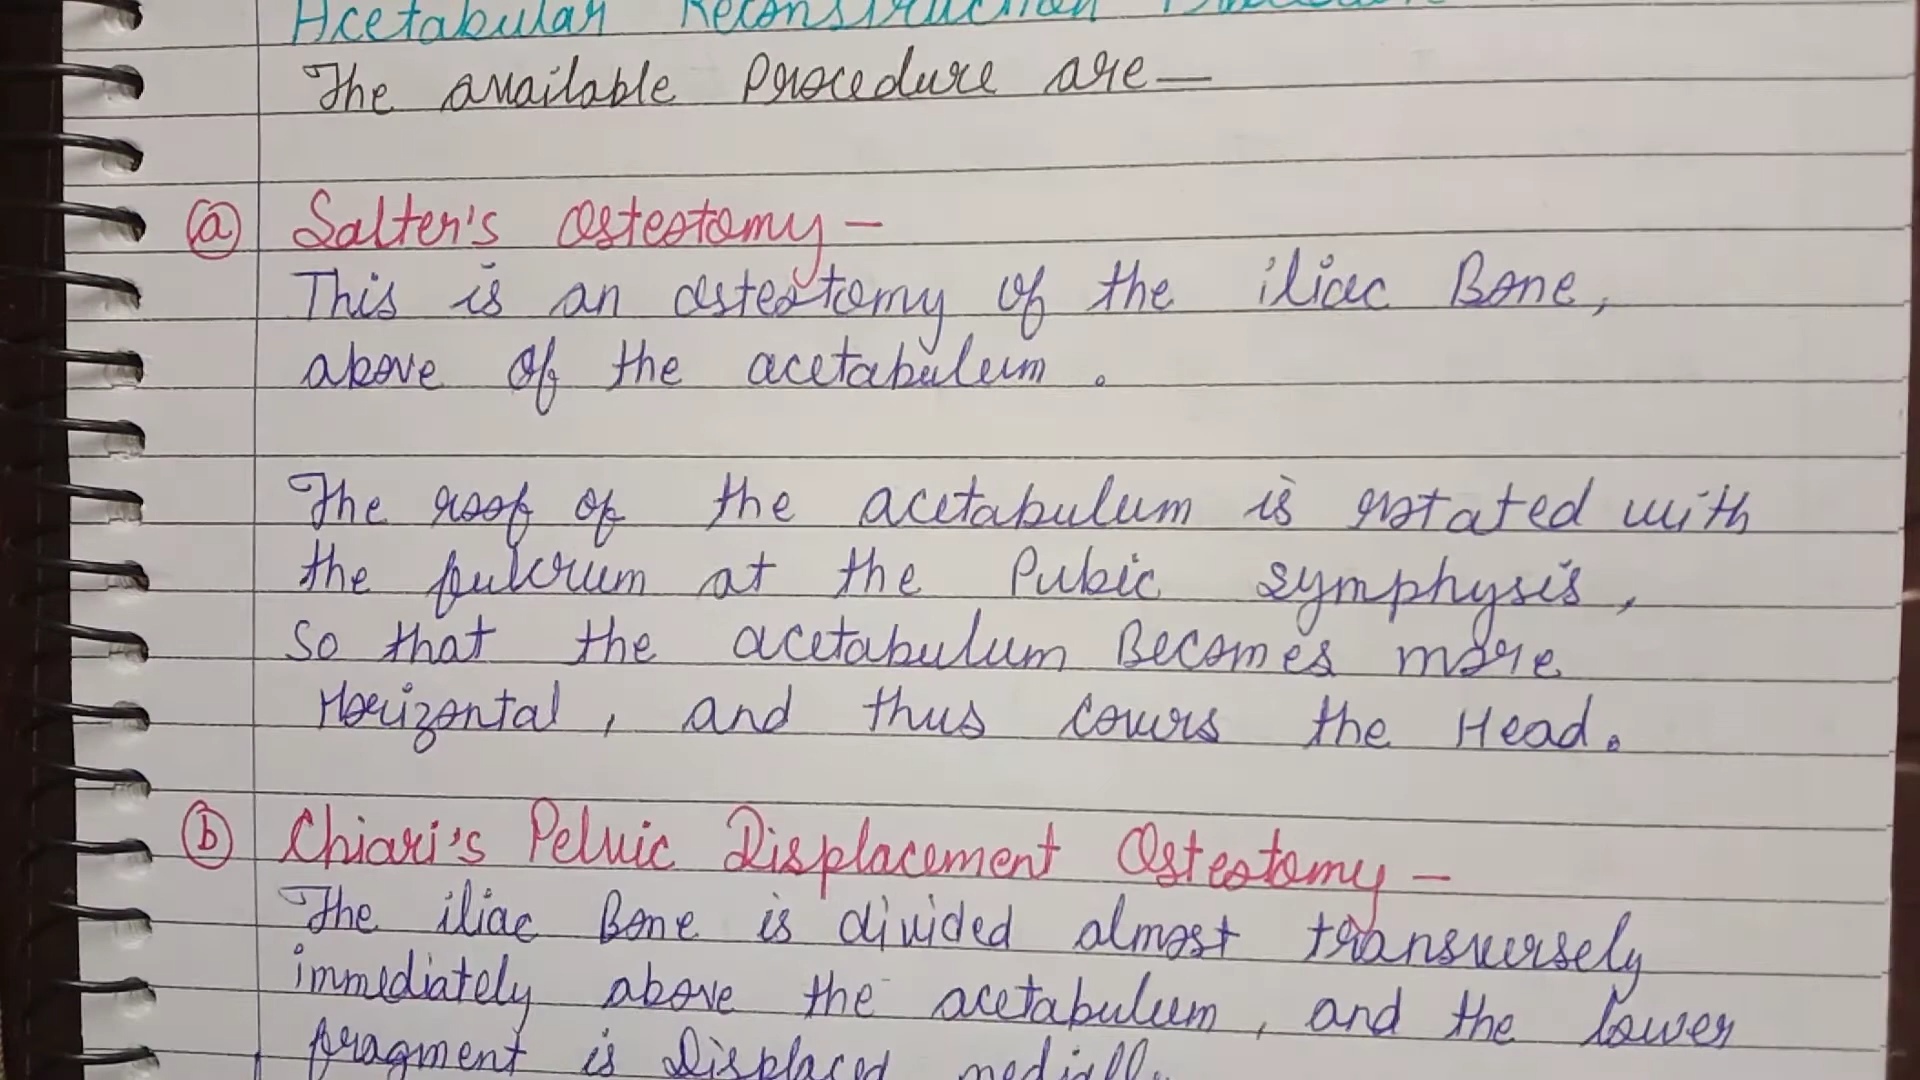 Acetabular Reconstruction
The available Procedure are—
(a) Salter's Osteotomy—
This is an osteotomy of the iliac Bone,
above of the acetabulum.
The roof of the acetabulum is rotated with
the fulcrum at the Pubic symphysis,
so that the acetabulum Becomes more
Horizontal, and thus covers the Head.
(b) Chiari's Pelvic Displacement Osteotomy—
The iliac Bone is divided almost transversely
immediately above the acetabulum, and the lower
fragment is Displaced medially